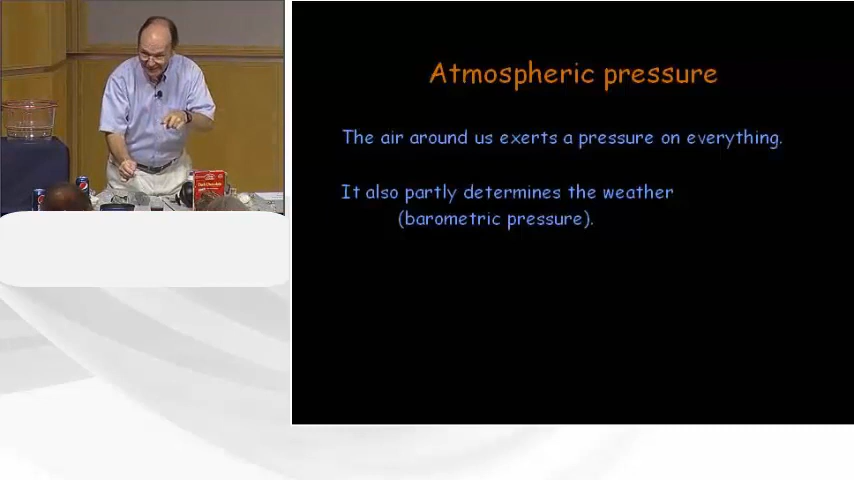 Atmospheric pressure
The air around us exerts a pressure on everything.
It also partly determines the weather
(barometric pressure).